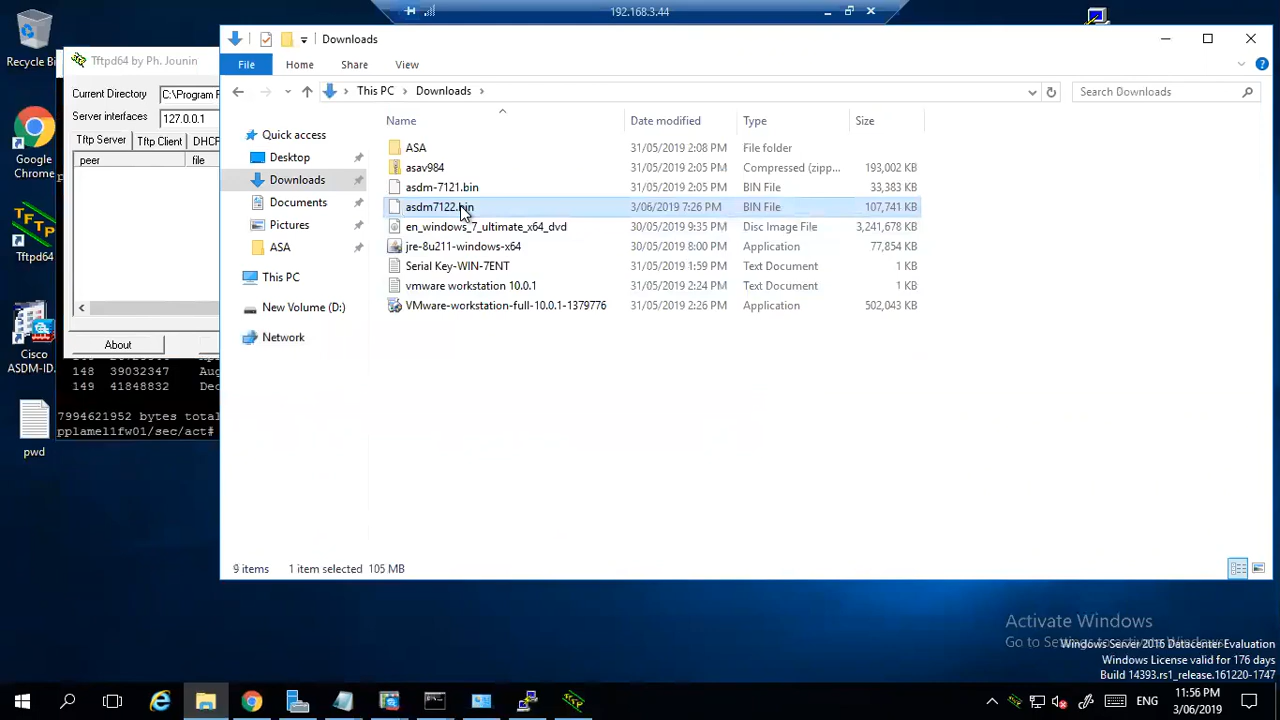 192.168.3.44
Recycle Bi
Google
Chrome
Tftpd64
Cisco
ASDM-ID.
pwd
Tftpd64 by Ph. Jounin
Current Directory C:\Program F
Server interfaces 127.0.0.1
Tftp Server Tftp Client DHCF
peer file
About
148 39032347 Aug
149 41848832 Dec
7994621952 bytes total
pplamel1fw01/sec/act#
Downloads
File Home Share View
This PC Downloads
Search Downloads
Quick access
Desktop
Downloads
Documents
Pictures
ASA
This PC
New Volume (D:)
Network
Name Date modified Type Size
ASA 31/05/2019 2:08 PM File folder
asav984 31/05/2019 2:05 PM Compressed (zipp... 193,002 KB
asdm-7121.bin 31/05/2019 2:05 PM BIN File 33,383 KB
asdm7122.bin 3/06/2019 7:26 PM BIN File 107,741 KB
en_windows_7_ultimate_x64_dvd 30/05/2019 9:35 PM Disc Image File 3,241,678 KB
jre-8u211-windows-x64 30/05/2019 8:00 PM Application 77,854 KB
Serial Key-WIN-7ENT 31/05/2019 1:59 PM Text Document 1 KB
vmware workstation 10.0.1 31/05/2019 2:24 PM Text Document 1 KB
VMware-workstation-full-10.0.1-1379776 31/05/2019 2:26 PM Application 502,043 KB
9 items 1 item selected 105 MB
Activate Windows
Go to Settings to activate Windows.
Windows Server 2016 Datacenter Evaluation
Windows License valid for 176 days
Build 14393.rs1_release.161220-1747
ENG
11:56 PM
3/06/2019